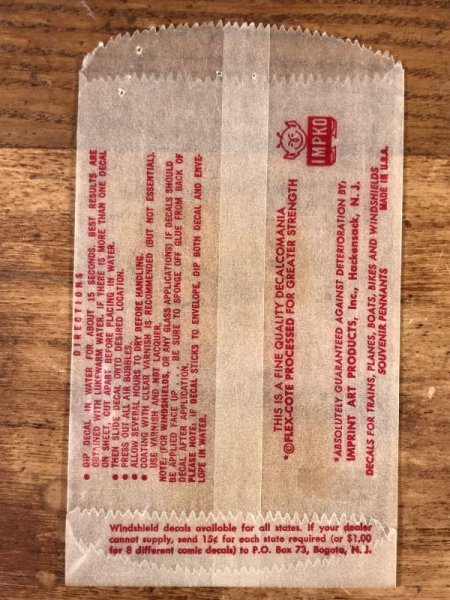 DIRECTIONS
● DIP DECAL IN WATER FOR ABOUT 15 SECONDS. BEST RESULTS ARE
OBTAINED WITH LUKEWARM WATER. IF THERE IS MORE THAN ONE DECAL
ON SHEET, CUT APART BEFORE PLACING IN WATER.
● THEN SLIDE DECAL ONTO DESIRED LOCATION.
● PRESS OUT ALL AIR BUBBLES.
● ALLOW SEVERAL HOURS TO DRY BEFORE HANDLING.
● COATING WITH CLEAR VARNISH IS RECOMMENDED (BUT NOT ESSENTIAL).
USE VARNISH AND NOT LACQUER.
NOTE: (FOR WINDSHIELDS, OR ANY GLASS APPLICATIONS) IF DECALS SHOULD
BE APPLIED FACE UP .... BE SURE TO SPONGE OFF GLUE FROM BACK OF
DECAL AFTER APPLICATION.
PLEASE NOTE: IF DECAL STICKS TO ENVELOPE, DIP BOTH DECAL AND ENVE-
LOPE IN WATER.
THIS IS A FINE QUALITY DECALCOMANIA
*©FLEX-COTE PROCESSED FOR GREATER STRENGTH
IMPKO
*ABSOLUTELY GUARANTEED AGAINST DETERIORATION BY:
IMPRINT ART PRODUCTS, Inc., Hackensack, N. J.
DECALS FOR TRAINS, PLANES, BOATS, BIKES AND WINDSHIELDS
SOUVENIR PENNANTS
MADE IN U.S.A.
Windshield decals available for all states. If your dealer
cannot supply, send 15¢ for each state required (or $1.00
for 8 different comic decals) to P.O. Box 73, Bogota, N. J.